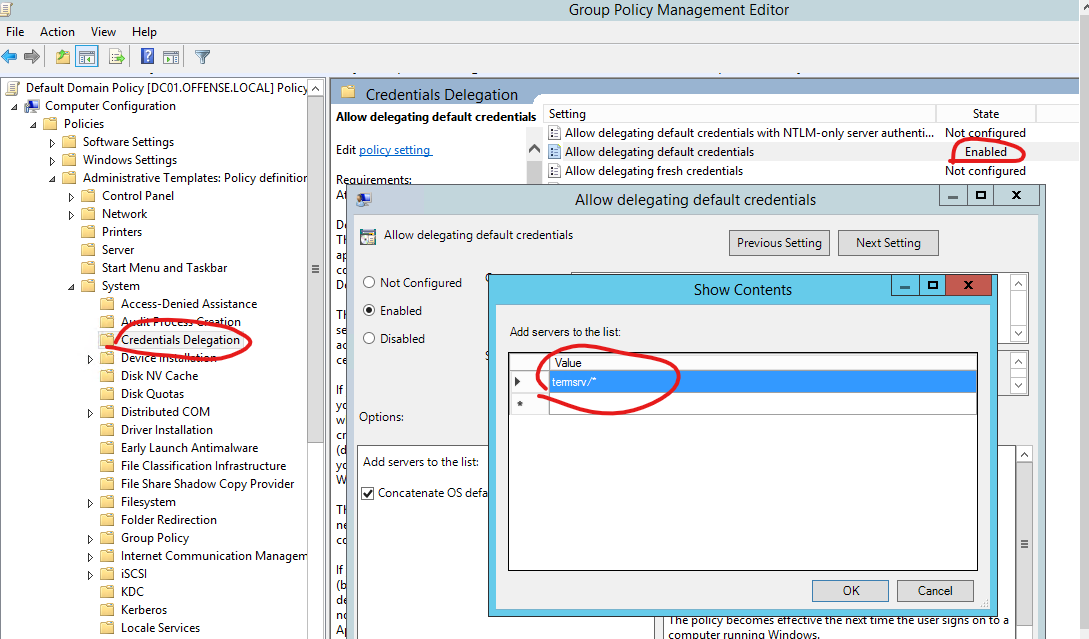 Group Policy Management Editor
File Action View Help
Default Domain Policy [DC01.OFFENSE.LOCAL] Policy
Computer Configuration
Policies
Software Settings
Windows Settings
Administrative Templates: Policy definition
Control Panel
Network
Printers
Server
Start Menu and Taskbar
System
Access-Denied Assistance
Audit Process Creation
Credentials Delegation
Device Installation
Disk NV Cache
Disk Quotas
Distributed COM
Driver Installation
Early Launch Antimalware
File Classification Infrastructure
File Share Shadow Copy Provider
Filesystem
Folder Redirection
Group Policy
Internet Communication Managem
iSCSI
KDC
Kerberos
Locale Services
Credentials Delegation
Allow delegating default credentials
Edit policy setting
Requirements:
Setting State
Allow delegating default credentials with NTLM-only server authenti... Not configured
Allow delegating default credentials Enabled
Allow delegating fresh credentials Not configured
Allow delegating default credentials
Allow delegating default credentials
Previous Setting Next Setting
Not Configured
Enabled
Disabled
Options:
Add servers to the list:
Concatenate OS defa
Show Contents
Add servers to the list:
Value
termsrv/*
*
OK Cancel
The policy becomes effective the next time the user signs on to a
computer running Windows.